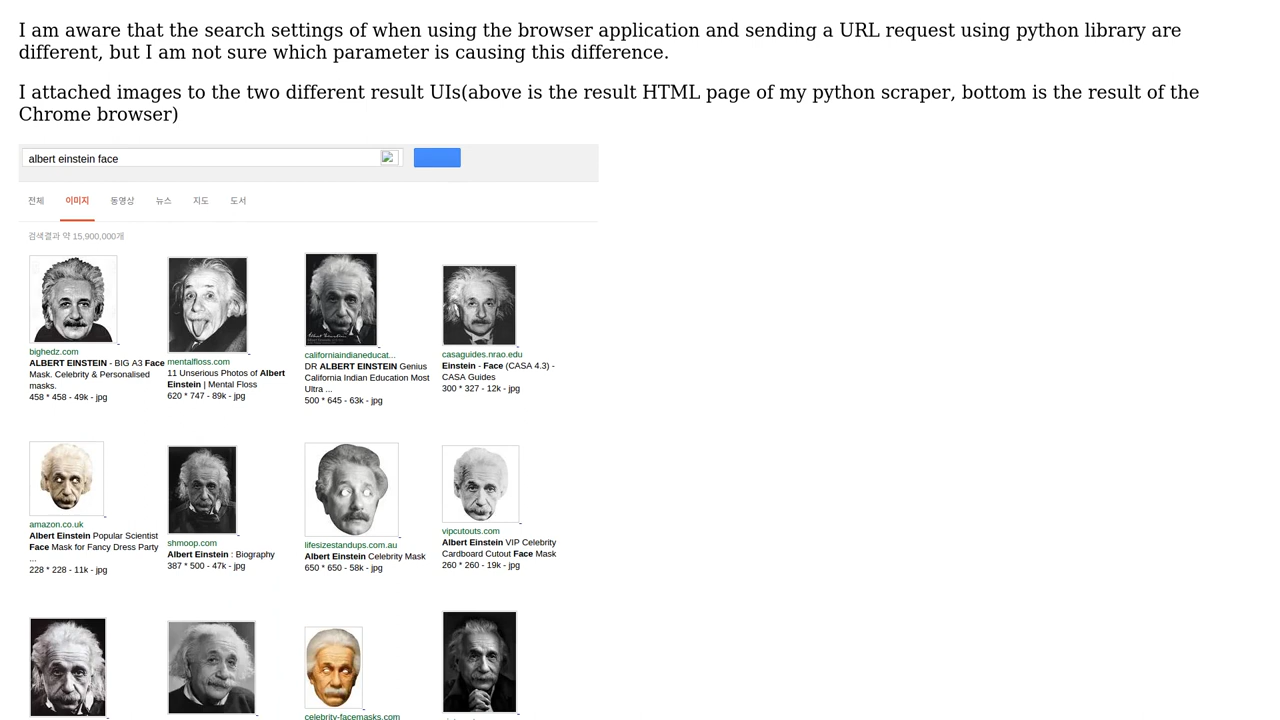 I am aware that the search settings of when using the browser application and sending a URL request using python library are
different, but I am not sure which parameter is causing this difference.
I attached images to the two different result UIs(above is the result HTML page of my python scraper, bottom is the result of the
Chrome browser)
albert einstein face
전체 이미지 동영상 뉴스 지도 도서
검색결과 약 15,900,000개
bighedz.com
ALBERT EINSTEIN - BIG A3 Face
Mask. Celebrity & Personalised
masks.
458 * 458 - 49k - jpg
mentalfloss.com
11 Unserious Photos of Albert
Einstein | Mental Floss
620 * 747 - 89k - jpg
californiaindianeducat...
DR ALBERT EINSTEIN Genius
California Indian Education Most
Ultra ...
500 * 645 - 63k - jpg
casaguides.nrao.edu
Einstein - Face (CASA 4.3) -
CASA Guides
300 * 327 - 12k - jpg
amazon.co.uk
Albert Einstein Popular Scientist
Face Mask for Fancy Dress Party
...
228 * 228 - 11k - jpg
shmoop.com
Albert Einstein : Biography
387 * 500 - 47k - jpg
lifesizestandups.com.au
Albert Einstein Celebrity Mask
650 * 650 - 58k - jpg
vipcutouts.com
Albert Einstein VIP Celebrity
Cardboard Cutout Face Mask
260 * 260 - 19k - jpg
celebrity-facemasks.com